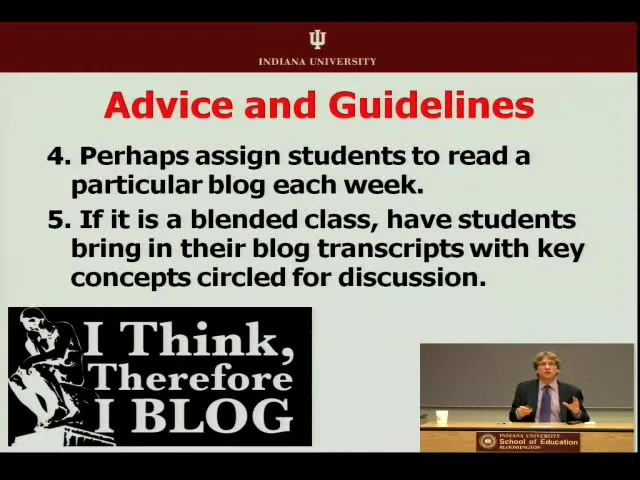 INDIANA UNIVERSITY
Advice and Guidelines
4. Perhaps assign students to read a
particular blog each week.
5. If it is a blended class, have students
bring in their blog transcripts with key
concepts circled for discussion.
I Think,
Therefore
I BLOG
INDIANA UNIVERSITY
School of Education
BLOOMINGTON